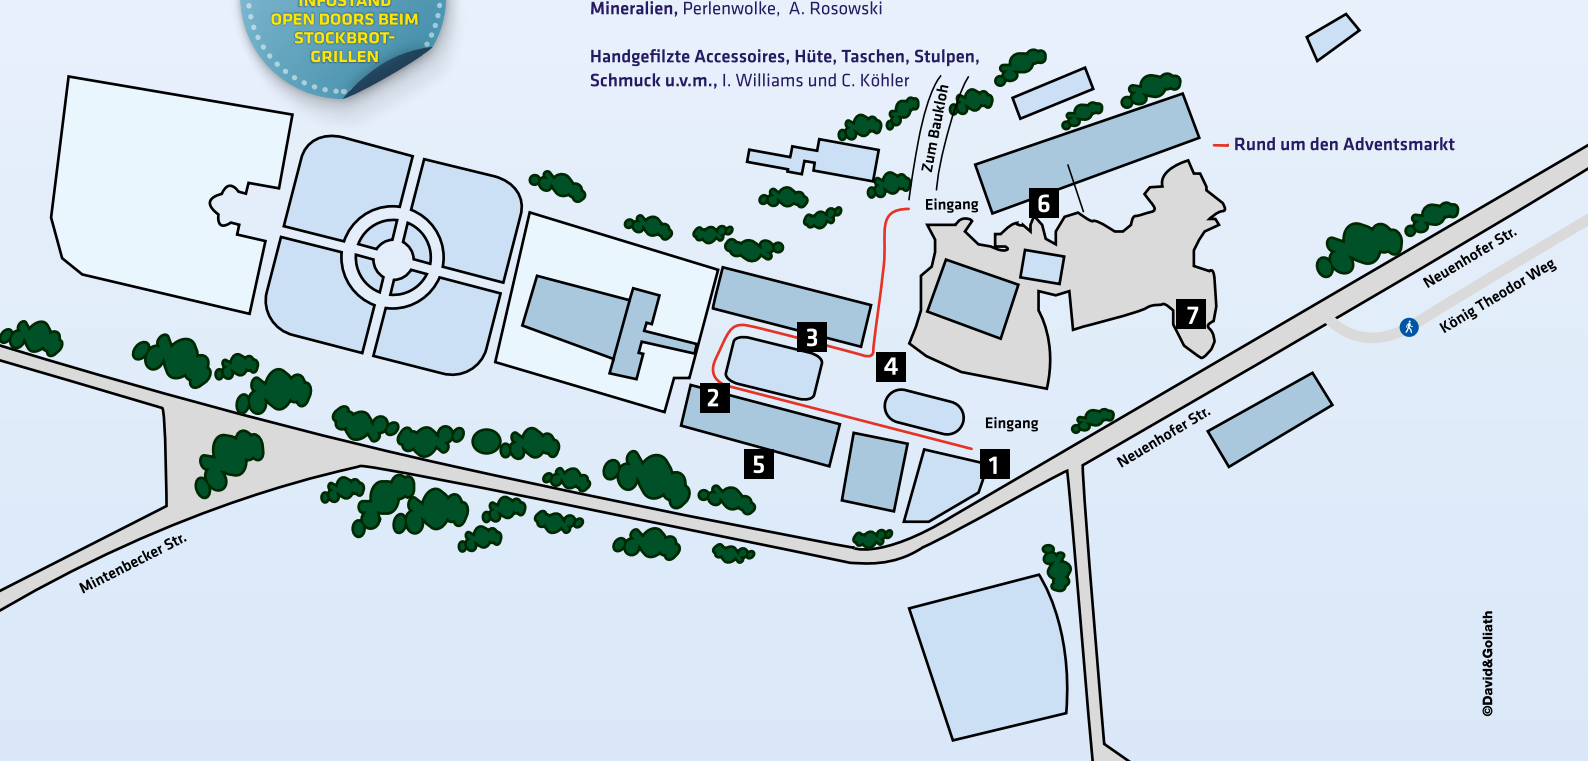 INFOSTAND
OPEN DOORS BEIM
STOCKBROT-
GRILLEN
Mineralien, Perlenwolke, A. Rosowski
Handgefilzte Accessoires, Hüte, Taschen, Stulpen,
Schmuck u.v.m., I. Williams und C. Köhler
Zum Baukloh
Rund um den Adventsmarkt
Eingang
6
7
3
4
2
Eingang
5
1
Neuenhofer Str.
König Theodor Weg
Neuenhofer Str.
Mintenbecker Str.
©David&Goliath